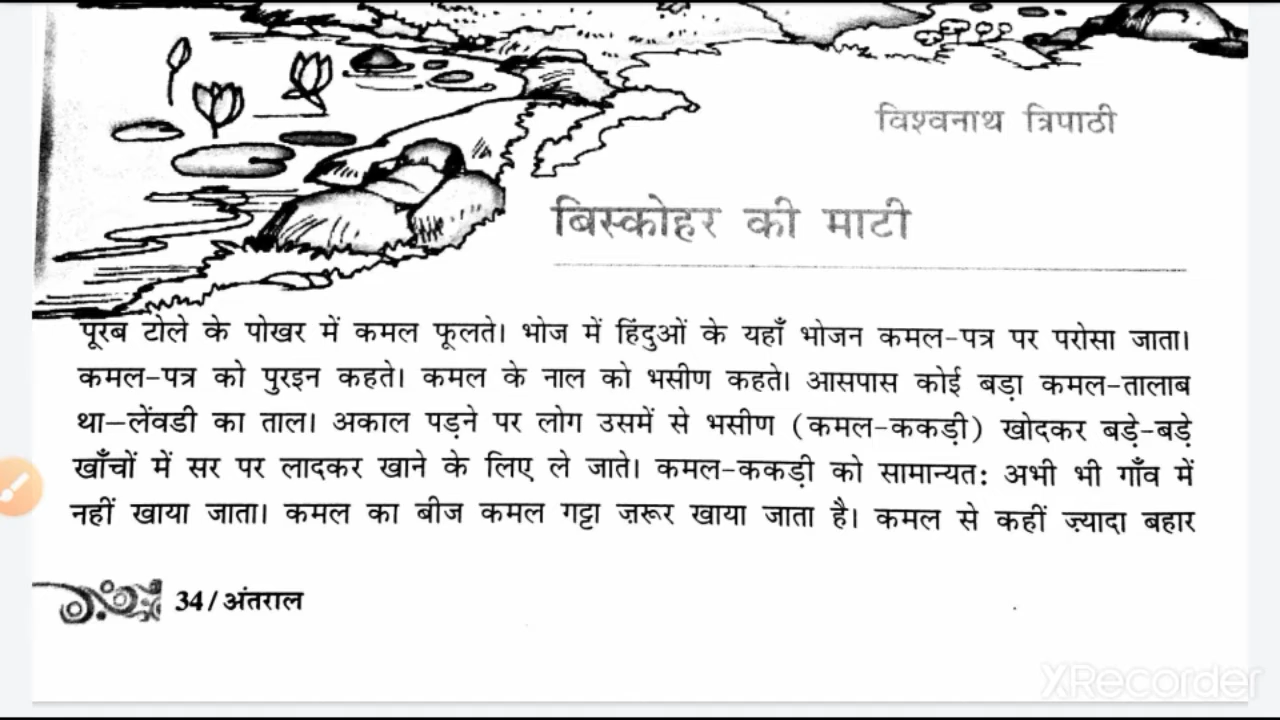 विश्वनाथ त्रिपाठी
बिस्कोहर की माटी
पूरब टोले के पोखर में कमल फूलते। भोज में हिंदुओं के यहाँ भोजन कमल-पत्र पर परोसा जाता।
कमल-पत्र को पुरइन कहते। कमल के नाल को भसीण कहते। आसपास कोई बड़ा कमल-तालाब
था—लेंवडी का ताल। अकाल पड़ने पर लोग उसमें से भसीण (कमल-ककड़ी) खोदकर बड़े-बड़े
खाँचों में सर पर लादकर खाने के लिए ले जाते। कमल-ककड़ी को सामान्यत: अभी भी गाँव में
नहीं खाया जाता। कमल का बीज कमल गट्टा ज़रूर खाया जाता है। कमल से कहीं ज़्यादा बहार
34/अंतराल
XRecorder